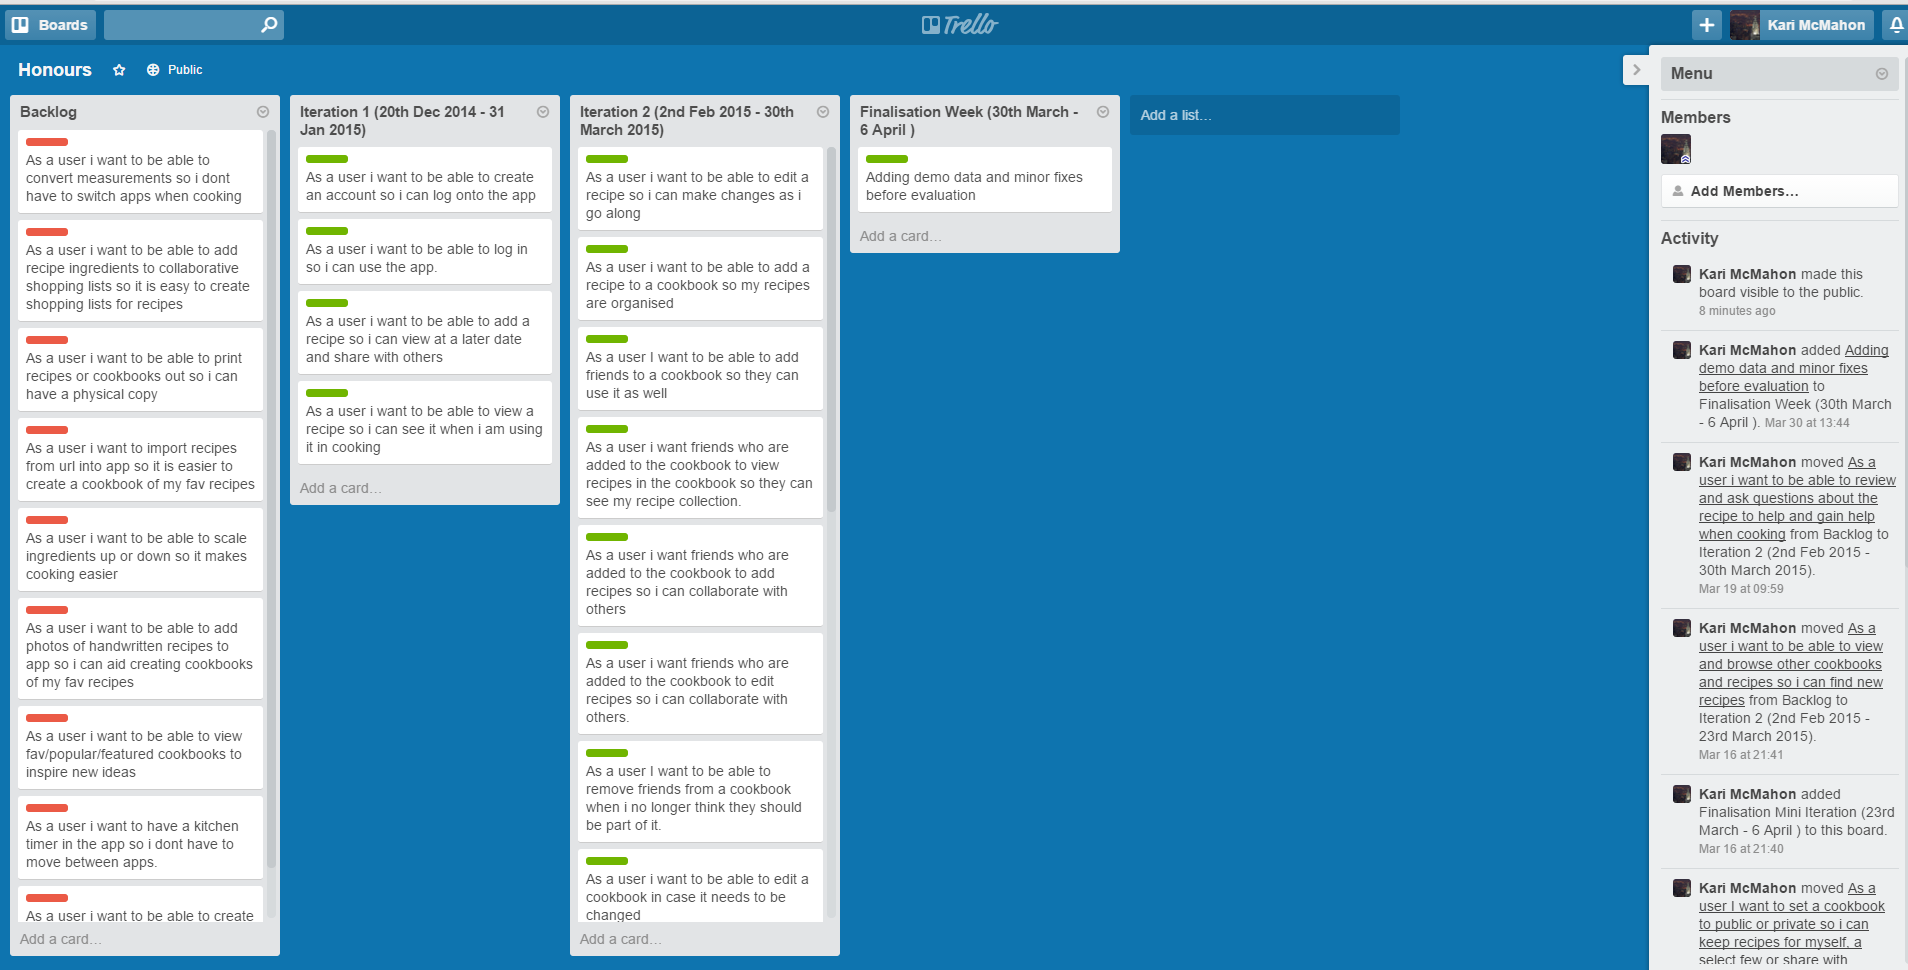 Boards
Trello
Kari McMahon
Honours
Public
Backlog
As a user i want to be able to
convert measurements so i dont
have to switch apps when cooking
As a user i want to be able to add
recipe ingredients to collaborative
shopping lists so it is easy to create
shopping lists for recipes
As a user i want to be able to print
recipes or cookbooks out so i can
have a physical copy
As a user i want to import recipes
from url into app so it is easier to
create a cookbook of my fav recipes
As a user i want to be able to scale
ingredients up or down so it makes
cooking easier
As a user i want to be able to add
photos of handwritten recipes to
app so i can aid creating cookbooks
of my fav recipes
As a user i want to be able to view
fav/popular/featured cookbooks to
inspire new ideas
As a user i want to have a kitchen
timer in the app so i dont have to
move between apps.
As a user i want to be able to create
Add a card…
Iteration 1 (20th Dec 2014 - 31
Jan 2015)
As a user i want to be able to create
an account so i can log onto the app
As a user i want to be able to log in
so i can use the app.
As a user i want to be able to add a
recipe so i can view at a later date
and share with others
As a user i want to be able to view a
recipe so i can see it when i am using
it in cooking
Add a card…
Iteration 2 (2nd Feb 2015 - 30th
March 2015)
As a user i want to be able to edit a
recipe so i can make changes as i
go along
As a user i want to be able to add a
recipe to a cookbook so my recipes
are organised
As a user I want to be able to add
friends to a cookbook so they can
use it as well
As a user i want friends who are
added to the cookbook to view
recipes in the cookbook so they can
see my recipe collection.
As a user i want friends who are
added to the cookbook to add
recipes so i can collaborate with
others
As a user i want friends who are
added to the cookbook to edit
recipes so i can collaborate with
others.
As a user I want to be able to
remove friends from a cookbook
when i no longer think they should
be part of it.
As a user i want to be able to edit a
cookbook in case it needs to be
changed
Add a card…
Finalisation Week (30th March -
6 April )
Adding demo data and minor fixes
before evaluation
Add a card…
Add a list…
Menu
Members
Add Members…
Activity
Kari McMahon made this
board visible to the public.
8 minutes ago
Kari McMahon added Adding
demo data and minor fixes
before evaluation to
Finalisation Week (30th March
- 6 April ). Mar 30 at 13:44
Kari McMahon moved As a
user i want to be able to review
and ask questions about the
recipe to help and gain help
when cooking from Backlog to
Iteration 2 (2nd Feb 2015 -
30th March 2015).
Mar 19 at 09:59
Kari McMahon moved As a
user i want to be able to view
and browse other cookbooks
and recipes so i can find new
recipes from Backlog to
Iteration 2 (2nd Feb 2015 -
23rd March 2015).
Mar 16 at 21:41
Kari McMahon added
Finalisation Mini Iteration (23rd
March - 6 April ) to this board.
Mar 16 at 21:40
Kari McMahon moved As a
user I want to set a cookbook
to public or private so i can
keep recipes for myself, a
select few or share with